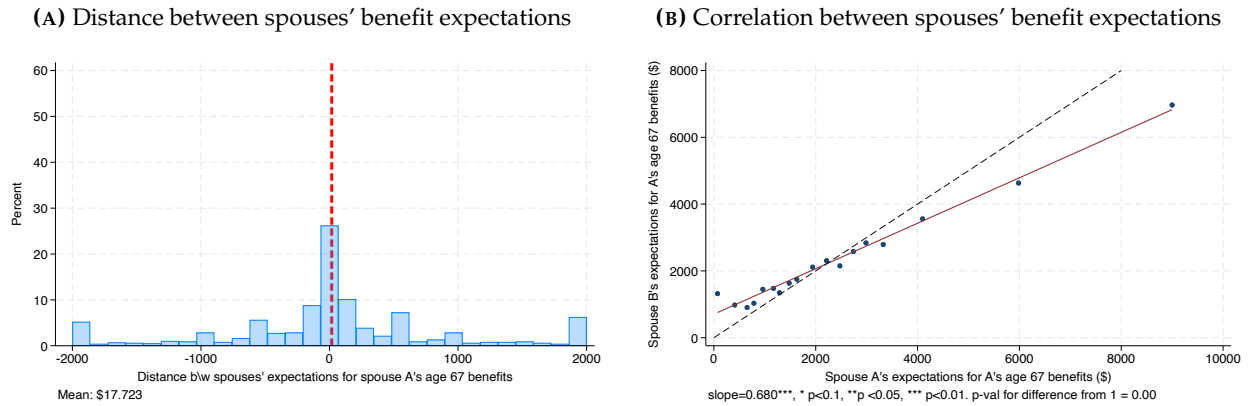 (A) Distance between spouses' benefit expectations
60
50
40
30
20
10
0
Percent
-2000
-1000
0
1000
2000
Distance b\w spouses' expectations for spouse A's age 67 benefits
Mean: $17.723
(B) Correlation between spouses' benefit expectations
8000
6000
4000
2000
0
Spouse B's expectations for A's age 67 benefits ($)
0
2000
4000
6000
8000
10000
Spouse A's expectations for A's age 67 benefits ($)
slope=0.680***, * p<0.1, **p <0.05, *** p<0.01. p-val for difference from 1 = 0.00